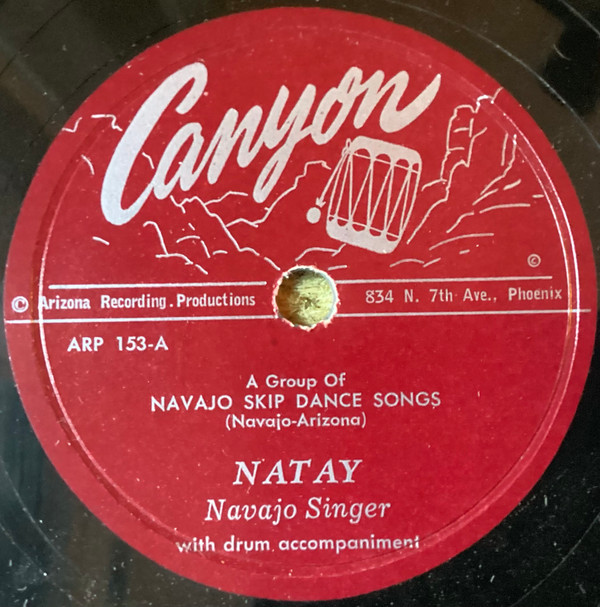 Canyon
©
© Arizona Recording Productions 834 N. 7th Ave., Phoenix
ARP 153-A
A Group Of
NAVAJO SKIP DANCE SONGS
(Navajo-Arizona)
NATAY
Navajo Singer
with drum accompaniment